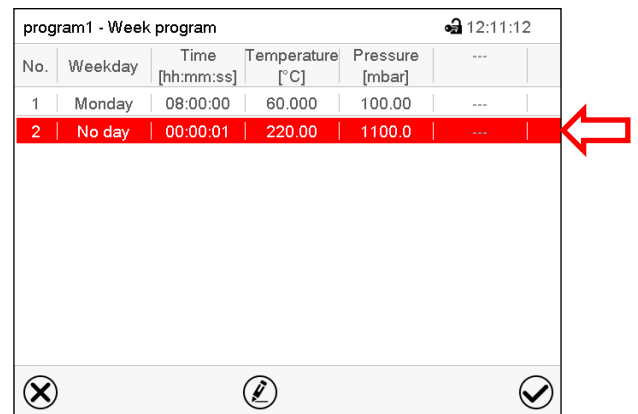 program1 - Week program 12:11:12
No. Weekday Time [hh:mm:ss] Temperature [°C] Pressure [mbar] ---
1 Monday 08:00:00 60.000 100.00 ---
2 No day 00:00:01 220.00 1100.0 ---